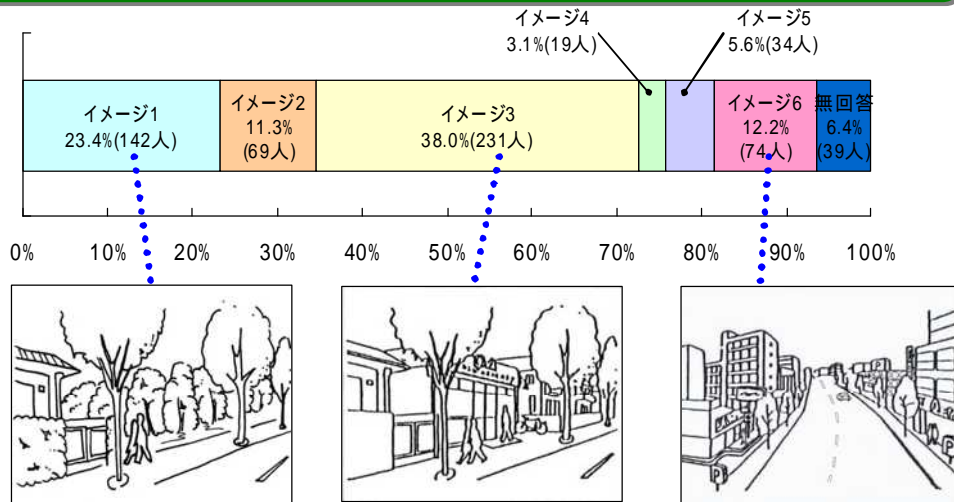 イメージ4
3.1%(19人)
イメージ5
5.6%(34人)
イメージ1
23.4%(142人)
イメージ2
11.3%
(69人)
イメージ3
38.0%(231人)
イメージ6
12.2%
(74人)
無回答
6.4%
(39人)
0% 10% 20% 30% 40% 50% 60% 70% 80% 90% 100%
P
P